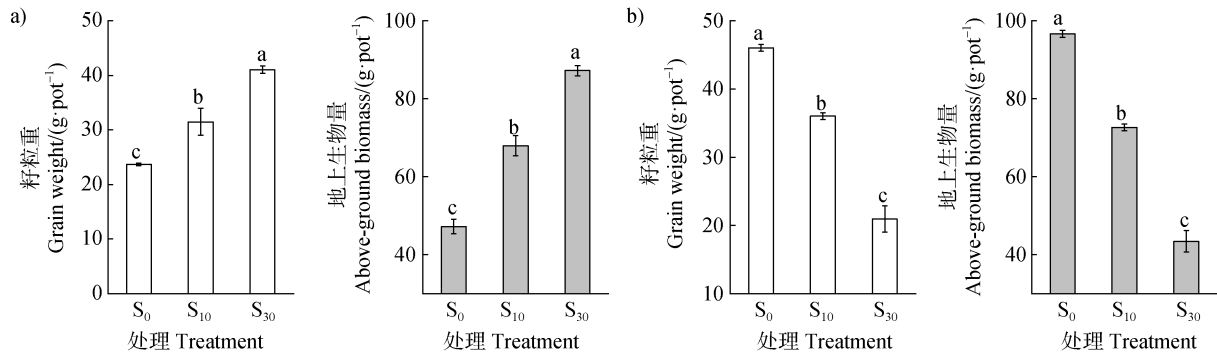 a)
籽粒重
Grain weight/(g·pot⁻¹)
50
40
30
20
10
0
c
b
a
S₀
S₁₀
S₃₀
处理 Treatment
地上生物量
Above-ground biomass/(g·pot⁻¹)
100
80
60
40
c
b
a
S₀
S₁₀
S₃₀
处理 Treatment
b)
籽粒重
Grain weight/(g·pot⁻¹)
50
40
30
20
10
a
b
c
S₀
S₁₀
S₃₀
处理 Treatment
地上生物量
Above-ground biomass/(g·pot⁻¹)
100
80
60
40
a
b
c
S₀
S₁₀
S₃₀
处理 Treatment